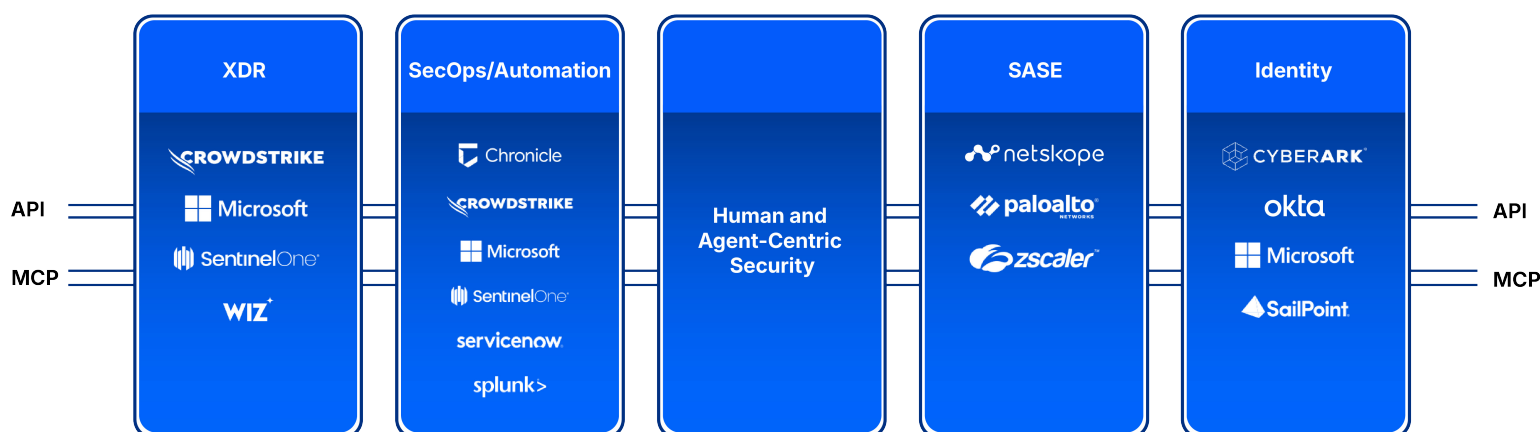 XDR
CROWDSTRIKE
Microsoft
SentinelOne
WIZ
SecOps/Automation
Chronicle
CROWDSTRIKE
Microsoft
SentinelOne
servicenow
splunk>
Human and
Agent-Centric
Security
SASE
netskope
paloalto
NETWORKS
zscaler™
Identity
CYBERARK
okta
Microsoft
SailPoint
API
MCP
API
MCP